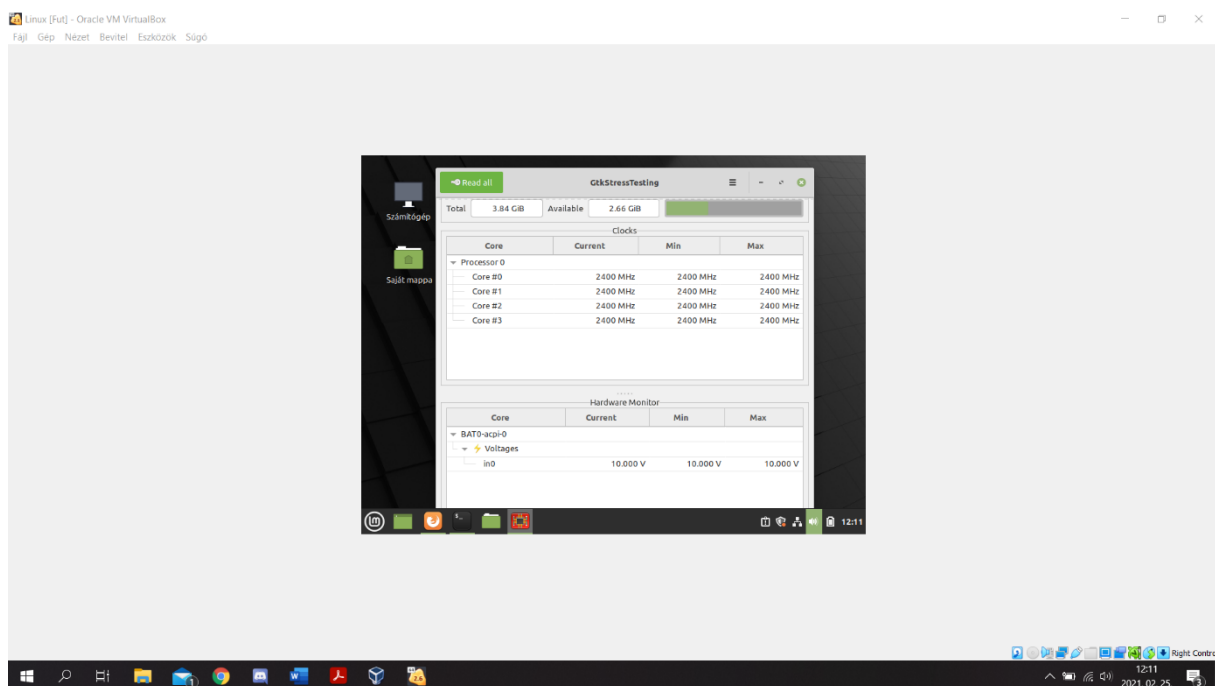 Linux [Fut] - Oracle VM VirtualBox
Fájl Gép Nézet Bevitel Eszközök Súgó
Read all GtkStressTesting
Számítógép
Saját mappa
Total 3.84 GiB Available 2.66 GiB
Clocks
Core Current Min Max
Processor 0
Core #0 2400 MHz 2400 MHz 2400 MHz
Core #1 2400 MHz 2400 MHz 2400 MHz
Core #2 2400 MHz 2400 MHz 2400 MHz
Core #3 2400 MHz 2400 MHz 2400 MHz
Hardware Monitor
Core Current Min Max
BAT0-acpi-0
Voltages
in0 10.000 V 10.000 V 10.000 V
12:11
Right Contro
12:11
2021. 02. 25.